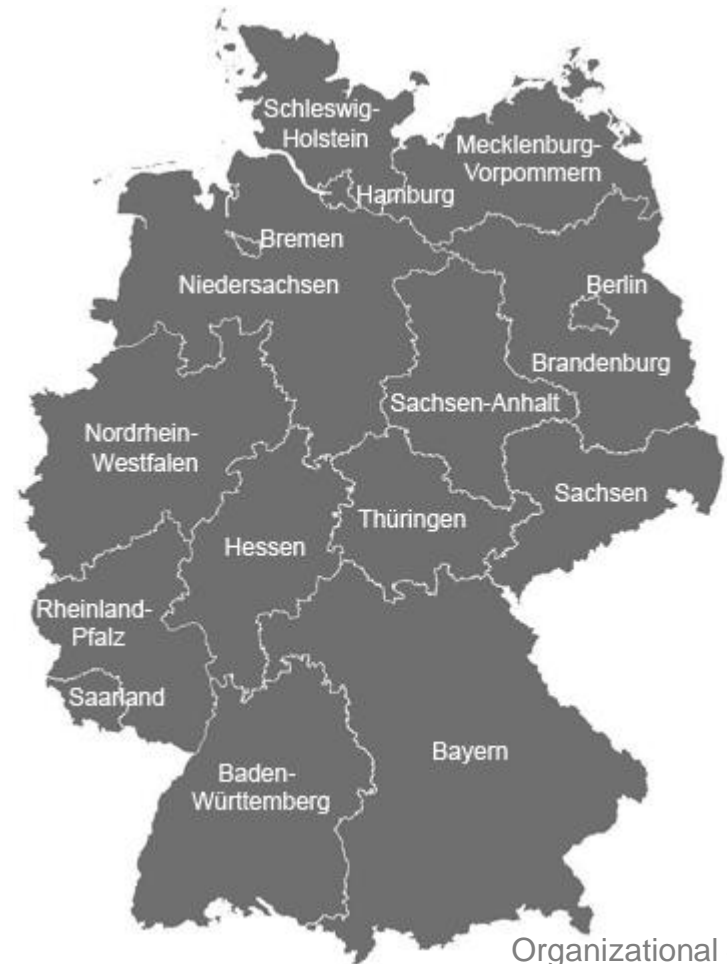 Schleswig-
Holstein
Mecklenburg-
Vorpommern
Hamburg
Bremen
Niedersachsen
Berlin
Brandenburg
Sachsen-Anhalt
Nordrhein-
Westfalen
Sachsen
Thüringen
Hessen
Rheinland-
Pfalz
Saarland
Bayern
Baden-
Württemberg
Organizational